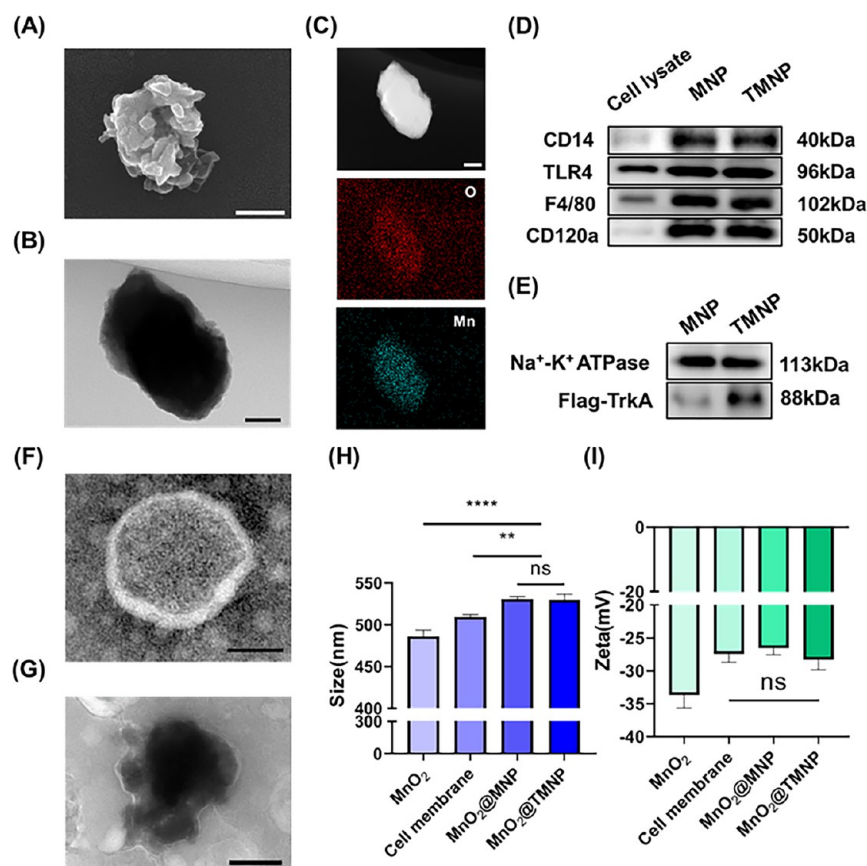 (A)
(B)
(C)
O
Mn
(D)
Cell lysate
MNP
TMNP
CD14
40kDa
TLR4
96kDa
F4/80
102kDa
CD120a
50kDa
(E)
MNP
TMNP
Na⁺-K⁺ ATPase
113kDa
Flag-TrkA
88kDa
(F)
(G)
(H)
****
**
ns
Size(nm)
550
500
450
400
300
0
MnO₂
Cell membrane
MnO₂@MNP
MnO₂@TMNP
(I)
Zeta(mV)
0
-20
-20
-25
-30
-35
-40
ns
MnO₂
Cell membrane
MnO₂@MNP
MnO₂@TMNP